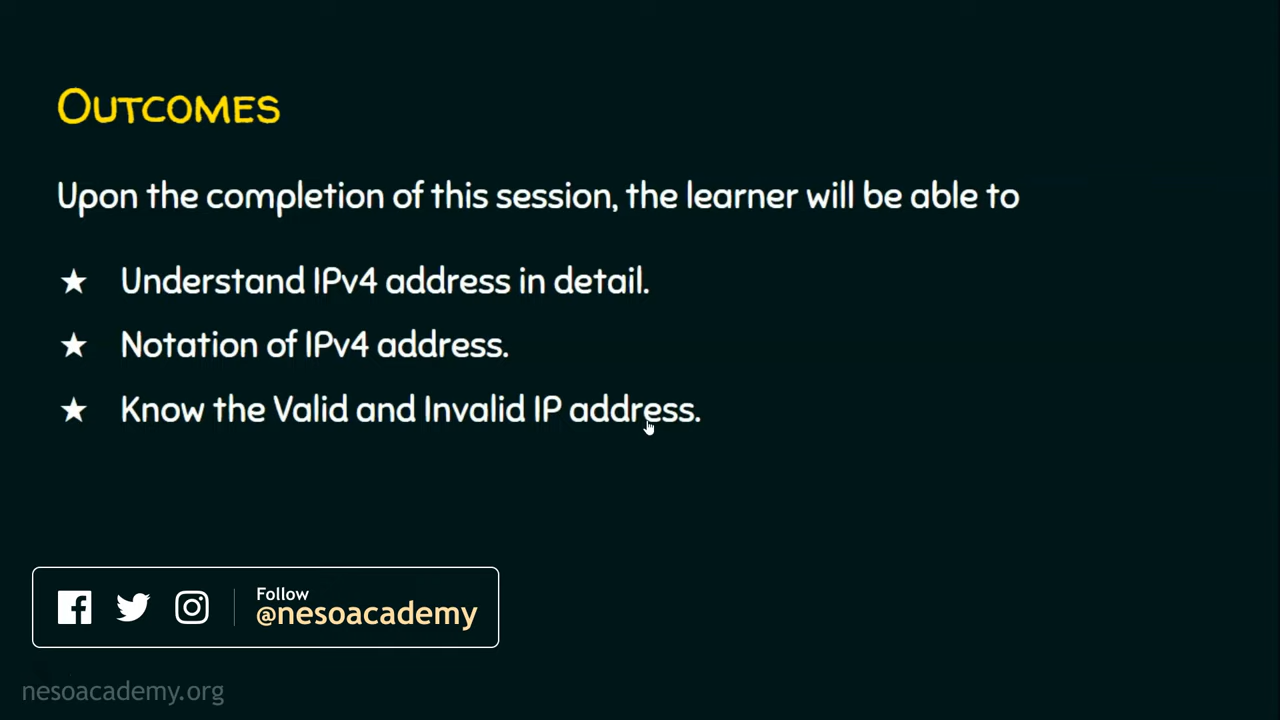 Outcomes
Upon the completion of this session, the learner will be able to
★ Understand IPv4 address in detail.
★ Notation of IPv4 address.
★ Know the Valid and Invalid IP address.
Follow
@nesoacademy
nesoacademy.org